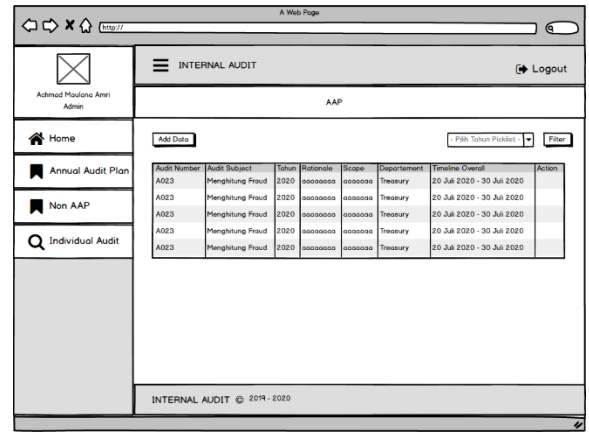 A Web Page
http://
INTERNAL AUDIT
Logout
Achmad Maulana Amri
Admin
AAP
Home
Annual Audit Plan
Non AAP
Individual Audit
Add Data
- Pilih Tahun Picklist -
Filter
Audit Number Audit Subject Tahun Rationale Scope Departement Timeline Overall Action
A023 Menghitung Fraud 2020 aaaaaaaa aaaaaaa Treasury 20 Juli 2020 - 30 Juli 2020
A023 Menghitung Fraud 2020 aaaaaaaa aaaaaaa Treasury 20 Juli 2020 - 30 Juli 2020
A023 Menghitung Fraud 2020 aaaaaaaa aaaaaaa Treasury 20 Juli 2020 - 30 Juli 2020
A023 Menghitung Fraud 2020 aaaaaaaa aaaaaaa Treasury 20 Juli 2020 - 30 Juli 2020
A023 Menghitung Fraud 2020 aaaaaaaa aaaaaaa Treasury 20 Juli 2020 - 30 Juli 2020
INTERNAL AUDIT © 2019 - 2020